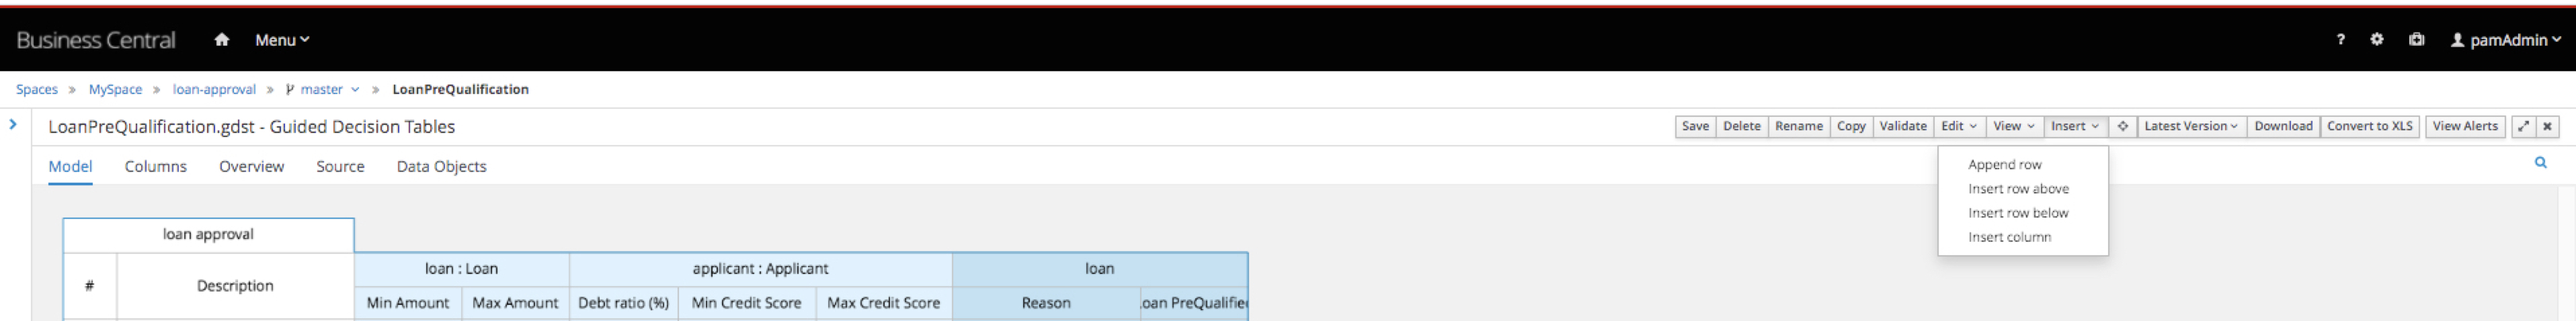 Business Central Menu ? pamAdmin
Spaces » MySpace » loan-approval » master » LoanPreQualification
LoanPreQualification.gdst - Guided Decision Tables Save Delete Rename Copy Validate Edit View Insert Latest Version Download Convert to XLS View Alerts
Model Columns Overview Source Data Objects
Append row
Insert row above
Insert row below
Insert column
loan approval
# Description
loan : Loan applicant : Applicant loan
Min Amount Max Amount Debt ratio (%) Min Credit Score Max Credit Score Reason oan PreQualifie